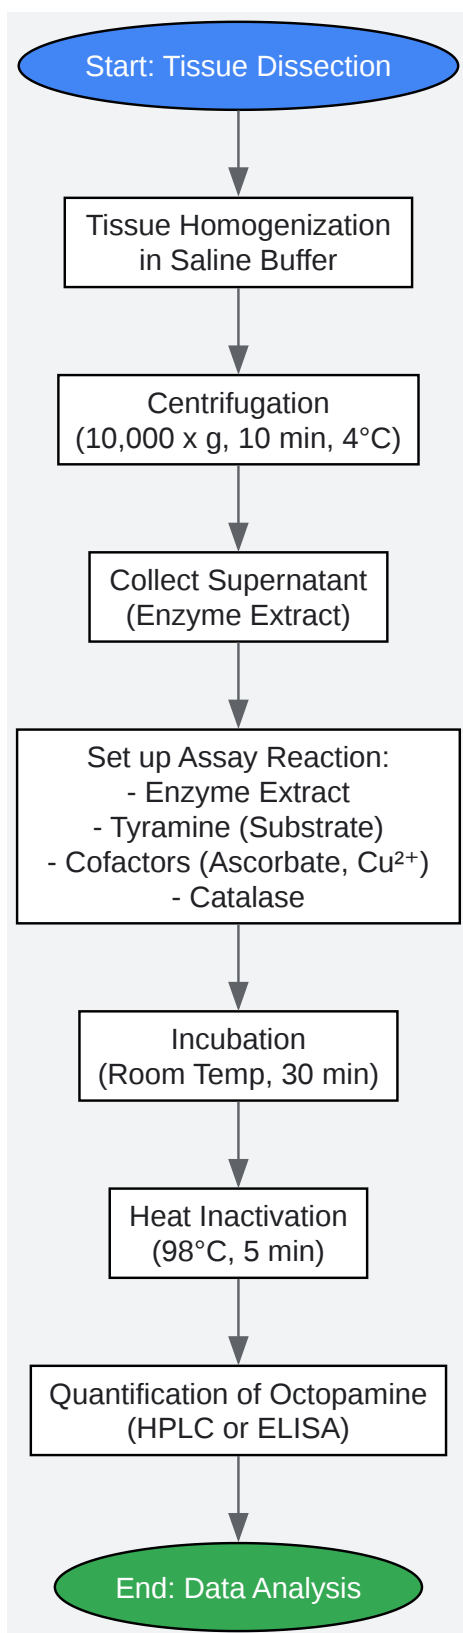 Start: Tissue Dissection
Tissue Homogenization
in Saline Buffer
Centrifugation
(10,000 x g, 10 min, 4°C)
Collect Supernatant
(Enzyme Extract)
Set up Assay Reaction:
- Enzyme Extract
- Tyramine (Substrate)
- Cofactors (Ascorbate, Cu²⁺)
- Catalase
Incubation
(Room Temp, 30 min)
Heat Inactivation
(98°C, 5 min)
Quantification of Octopamine
(HPLC or ELISA)
End: Data Analysis